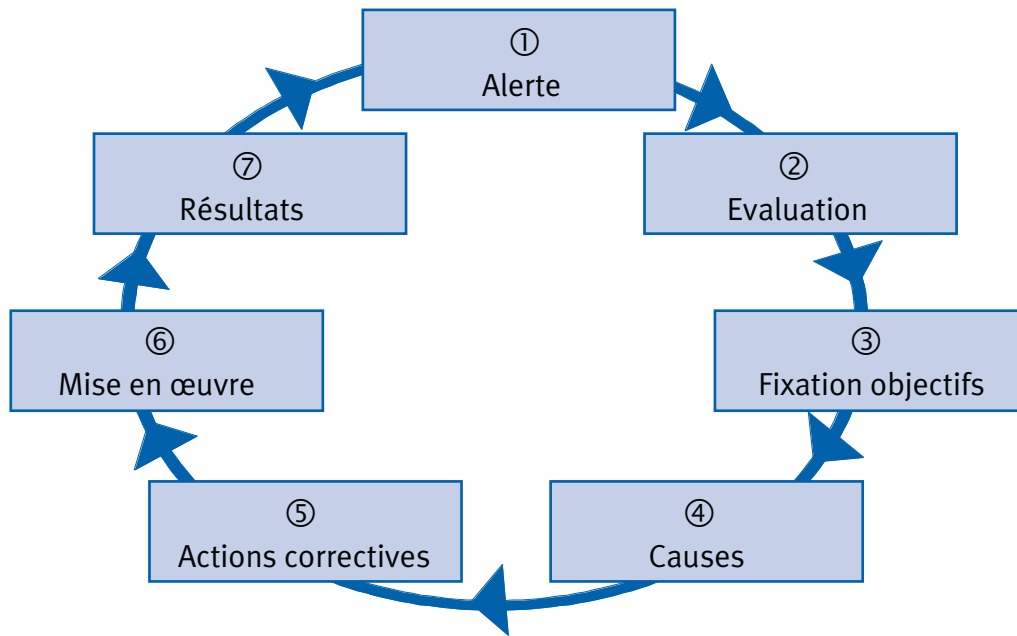 ①
Alerte
②
Evaluation
③
Fixation objectifs
④
Causes
⑤
Actions correctives
⑥
Mise en œuvre
⑦
Résultats